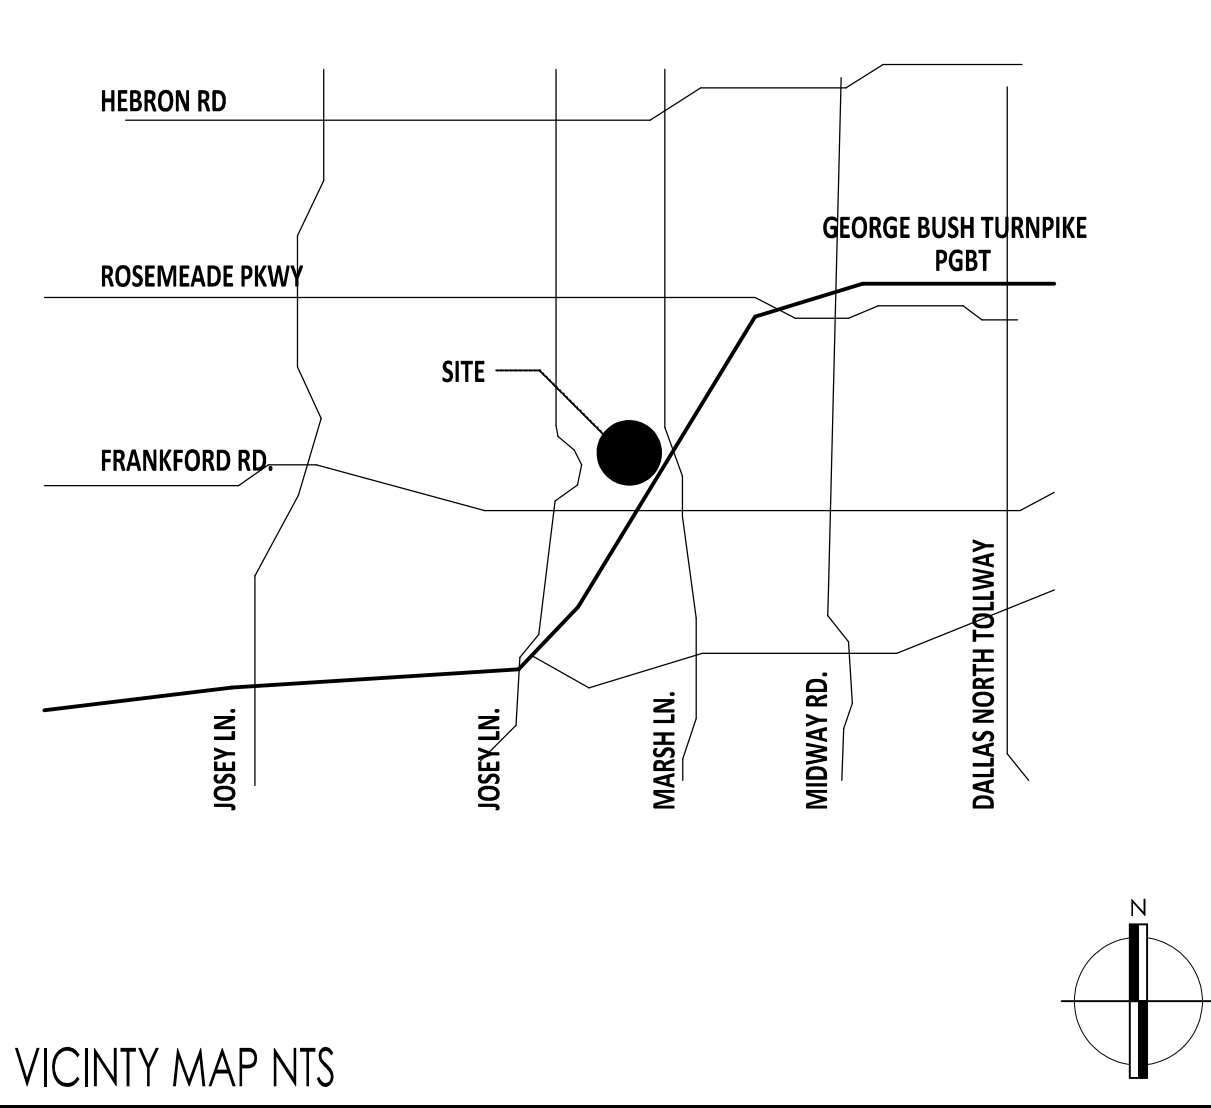 HEBRON RD
GEORGE BUSH TURNPIKE
PGBT
ROSEMEADE PKWY
SITE
FRANKFORD RD.
JOSEY LN.
JOSEY LN.
MARSH LN.
MIDWAY RD.
DALLAS NORTH TOLLWAY
N
VICINTY MAP NTS